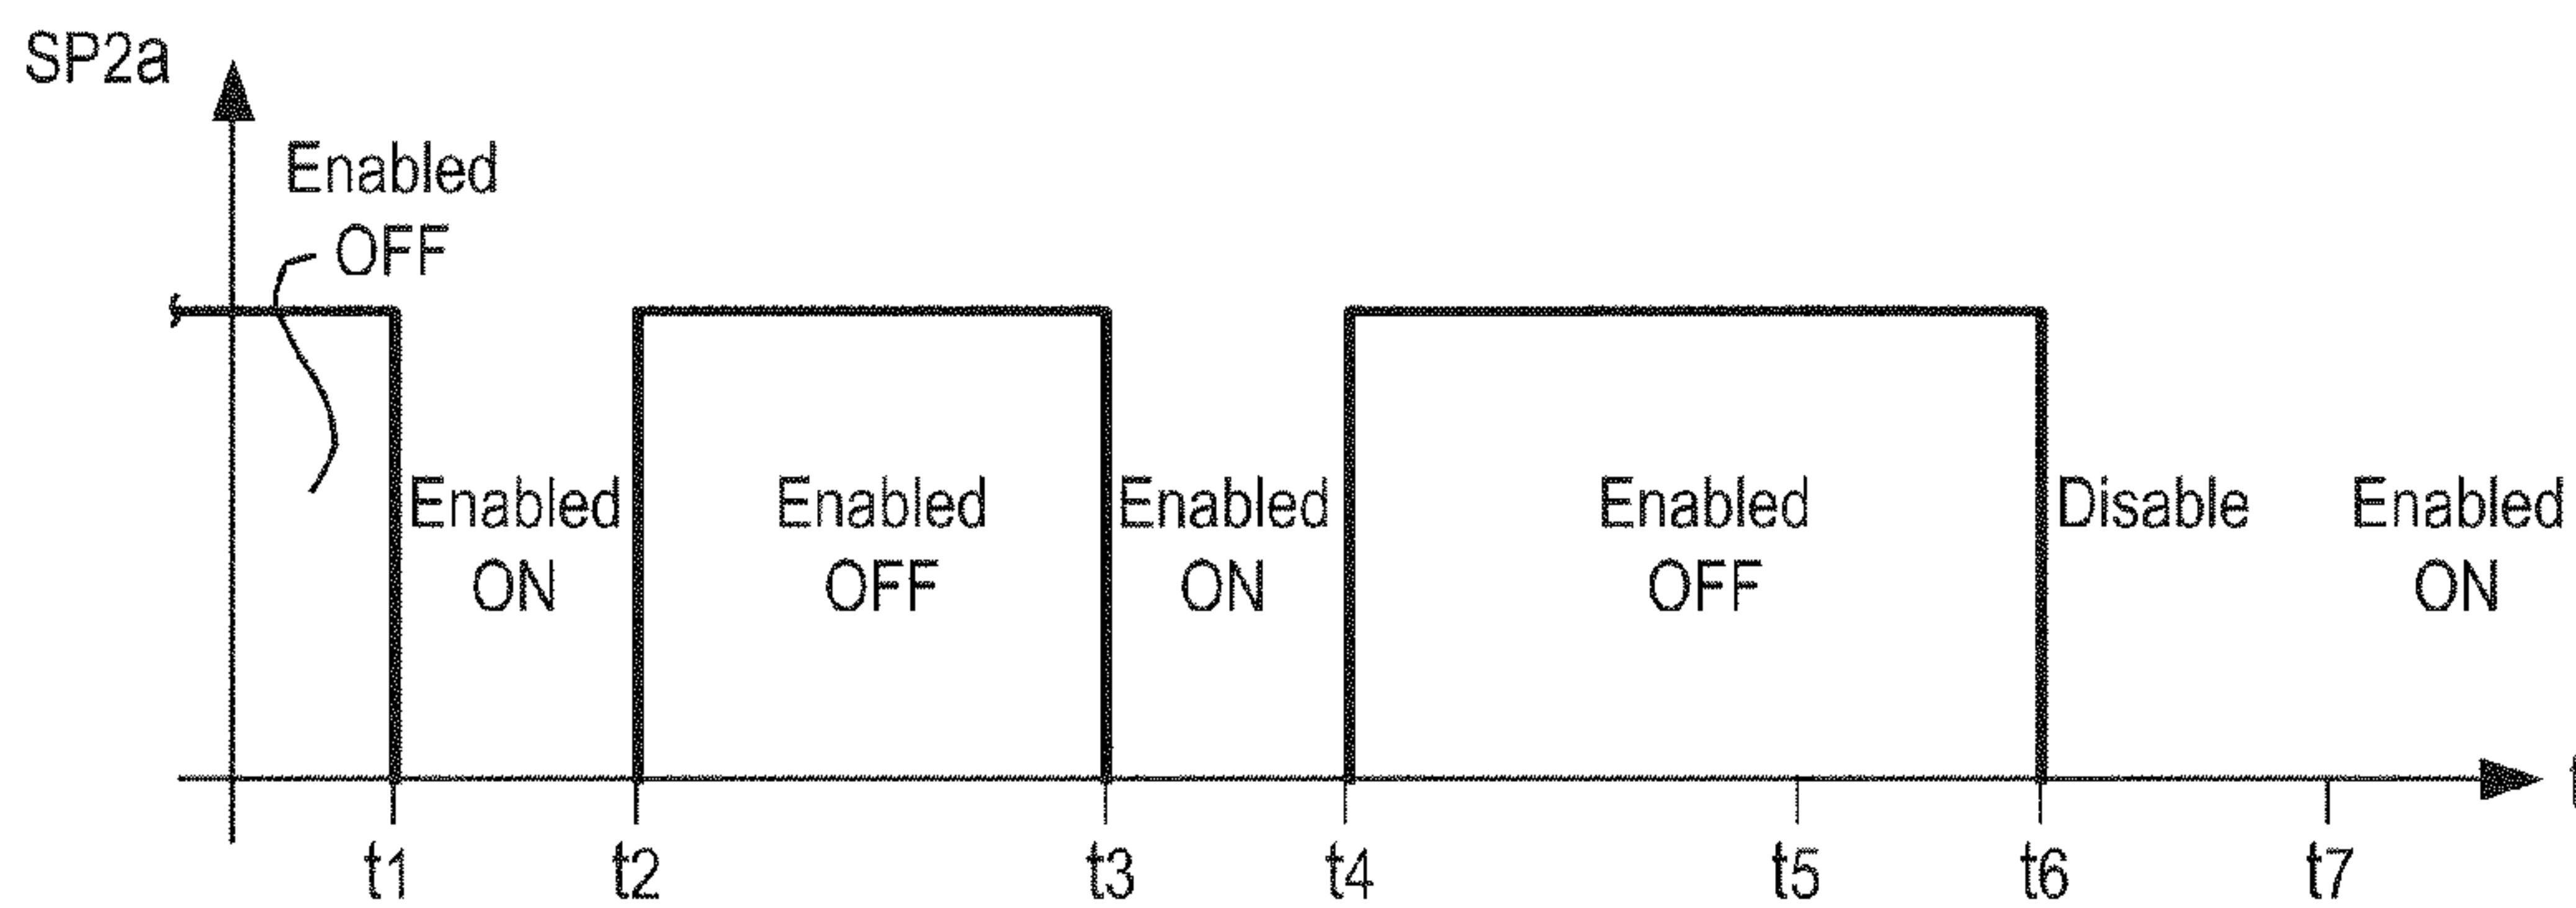 SP2a
Enabled
OFF
Enabled
ON
Enabled
OFF
Enabled
ON
Enabled
OFF
Disable
Enabled
ON
t
t1
t2
t3
t4
t5
t6
t7